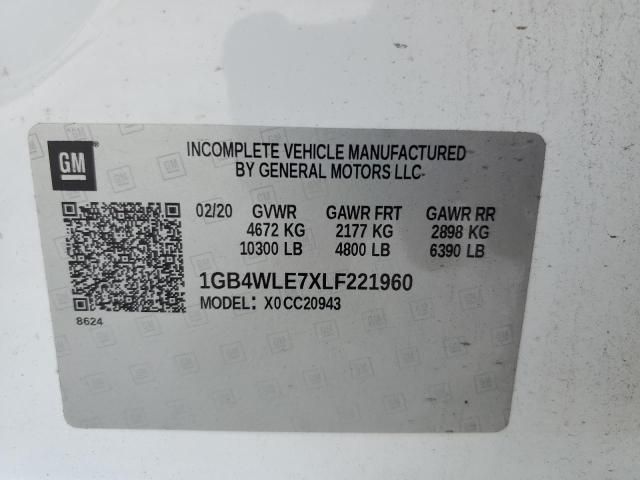 GM
INCOMPLETE VEHICLE MANUFACTURED
BY GENERAL MOTORS LLC
02/20 GVWR GAWR FRT GAWR RR
4672 KG 2177 KG 2898 KG
10300 LB 4800 LB 6390 LB
1GB4WLE7XLF221960
MODEL: X0CC20943
8624